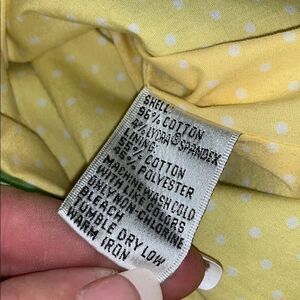 SHELL:
96% COTTON
4% LYCRA® SPANDEX
LINING:
55% COTTON
45% POLYESTER
MACHINE WASH COLD
WITH LIKE COLORS
ONLY NON-CHLORINE
BLEACH
TUMBLE DRY LOW
WARM IRON